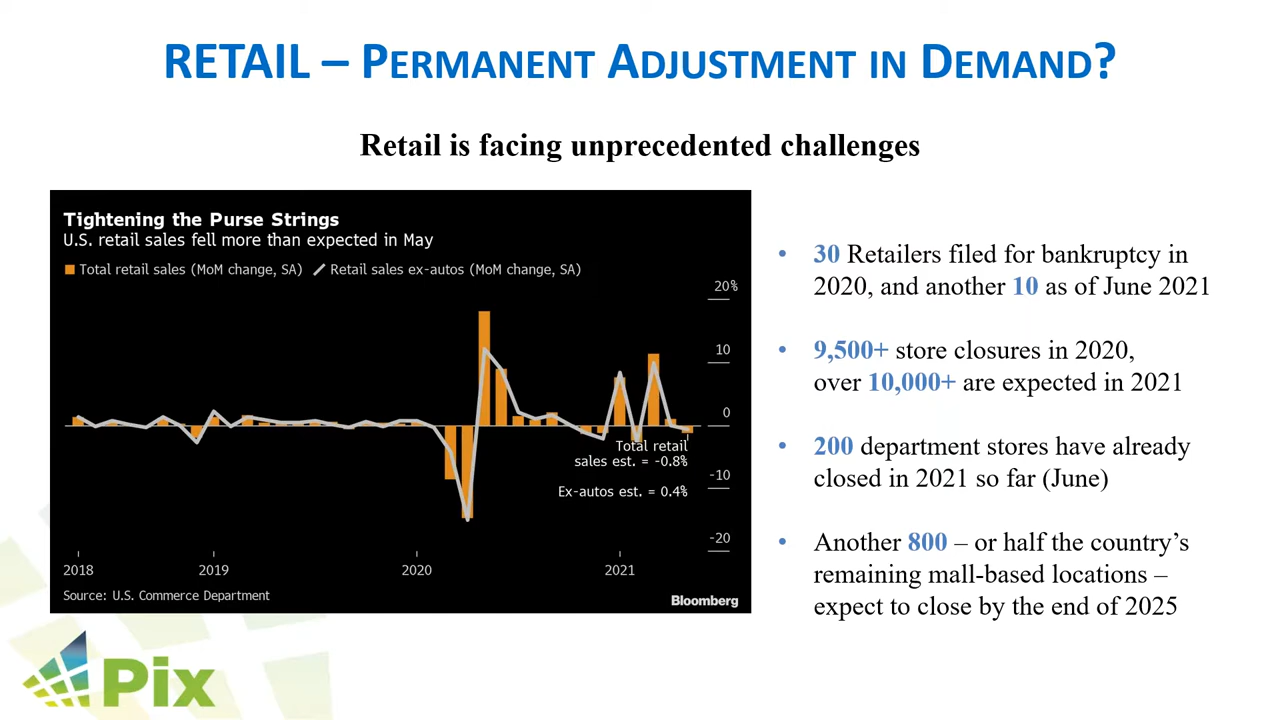 RETAIL – PERMANENT ADJUSTMENT IN DEMAND?
Retail is facing unprecedented challenges
Tightening the Purse Strings
U.S. retail sales fell more than expected in May
Total retail sales (MoM change, SA) Retail sales ex-autos (MoM change, SA)
20%
10
0
-10
-20
Total retail
sales est. = -0.8%
Ex-autos est. = 0.4%
2018 2019 2020 2021
Source: U.S. Commerce Department
Bloomberg
• 30 Retailers filed for bankruptcy in
2020, and another 10 as of June 2021
• 9,500+ store closures in 2020,
over 10,000+ are expected in 2021
• 200 department stores have already
closed in 2021 so far (June)
• Another 800 – or half the country’s
remaining mall-based locations –
expect to close by the end of 2025
Pix